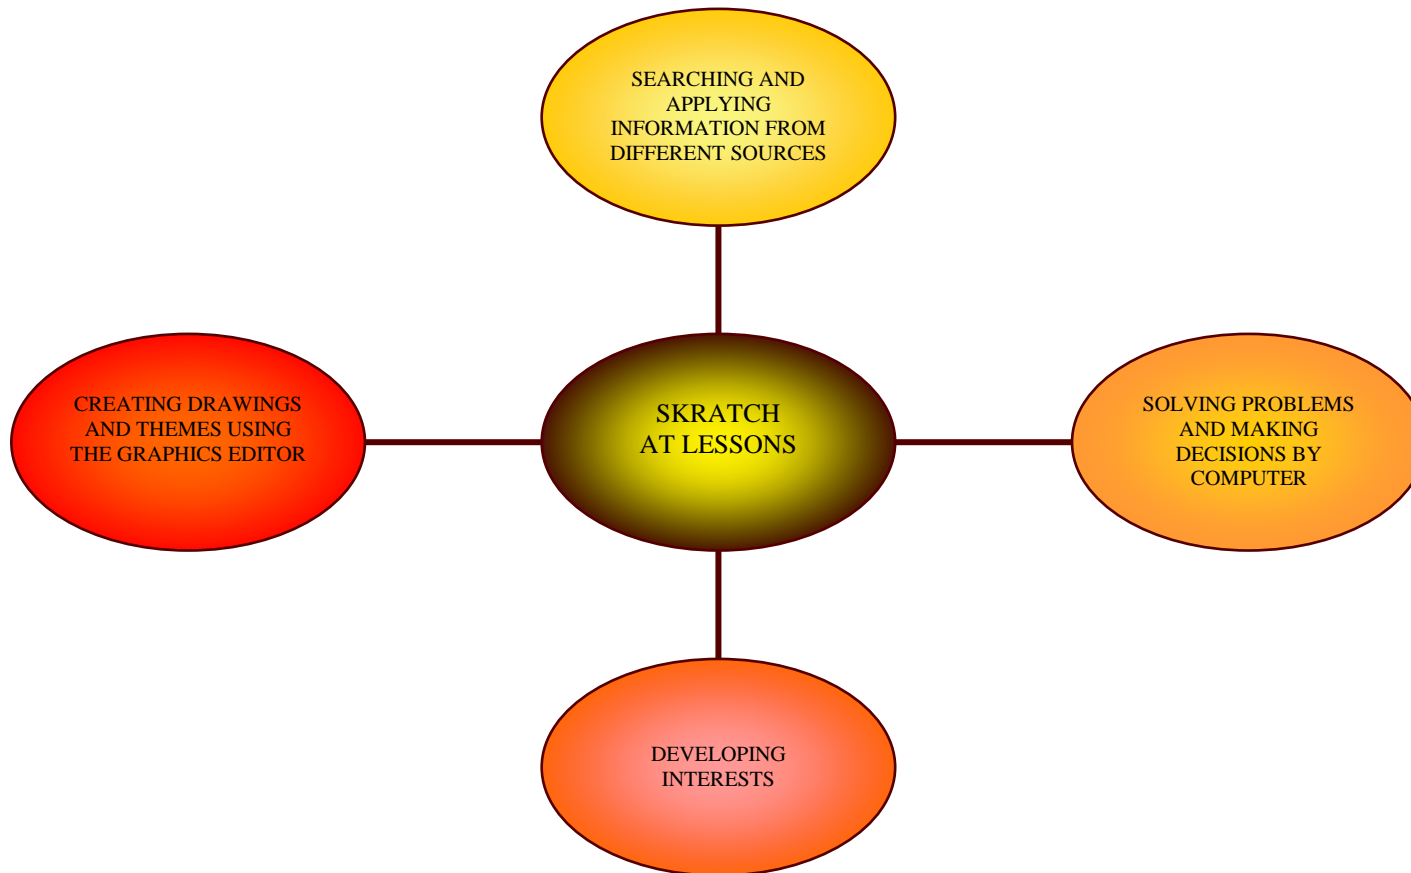 SEARCHING AND
APPLYING
INFORMATION FROM
DIFFERENT SOURCES
CREATING DRAWINGS
AND THEMES USING
THE GRAPHICS EDITOR
SKRATCH
AT LESSONS
SOLVING PROBLEMS
AND MAKING
DECISIONS BY
COMPUTER
DEVELOPING
INTERESTS